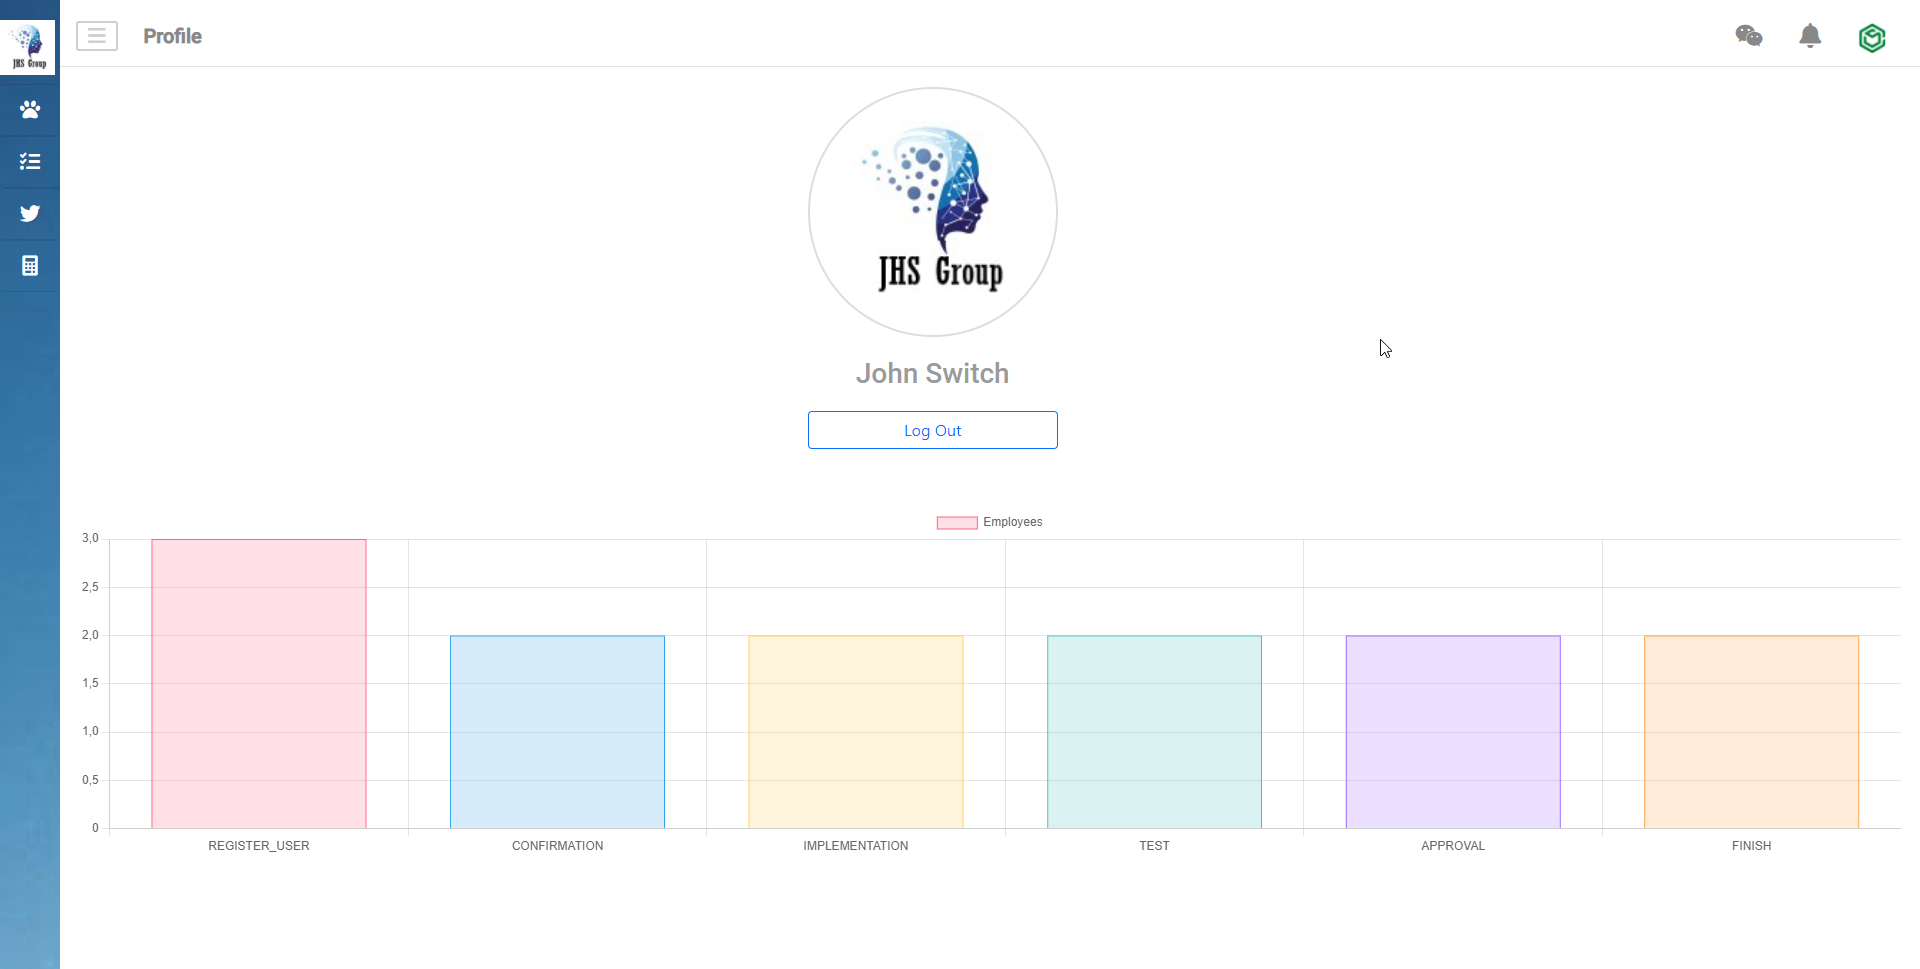 JHS Group
Profile
JHS Group
John Switch
Log Out
Employees
3,0
2,5
2,0
1,5
1,0
0,5
0
REGISTER_USER CONFIRMATION IMPLEMENTATION TEST APPROVAL FINISH